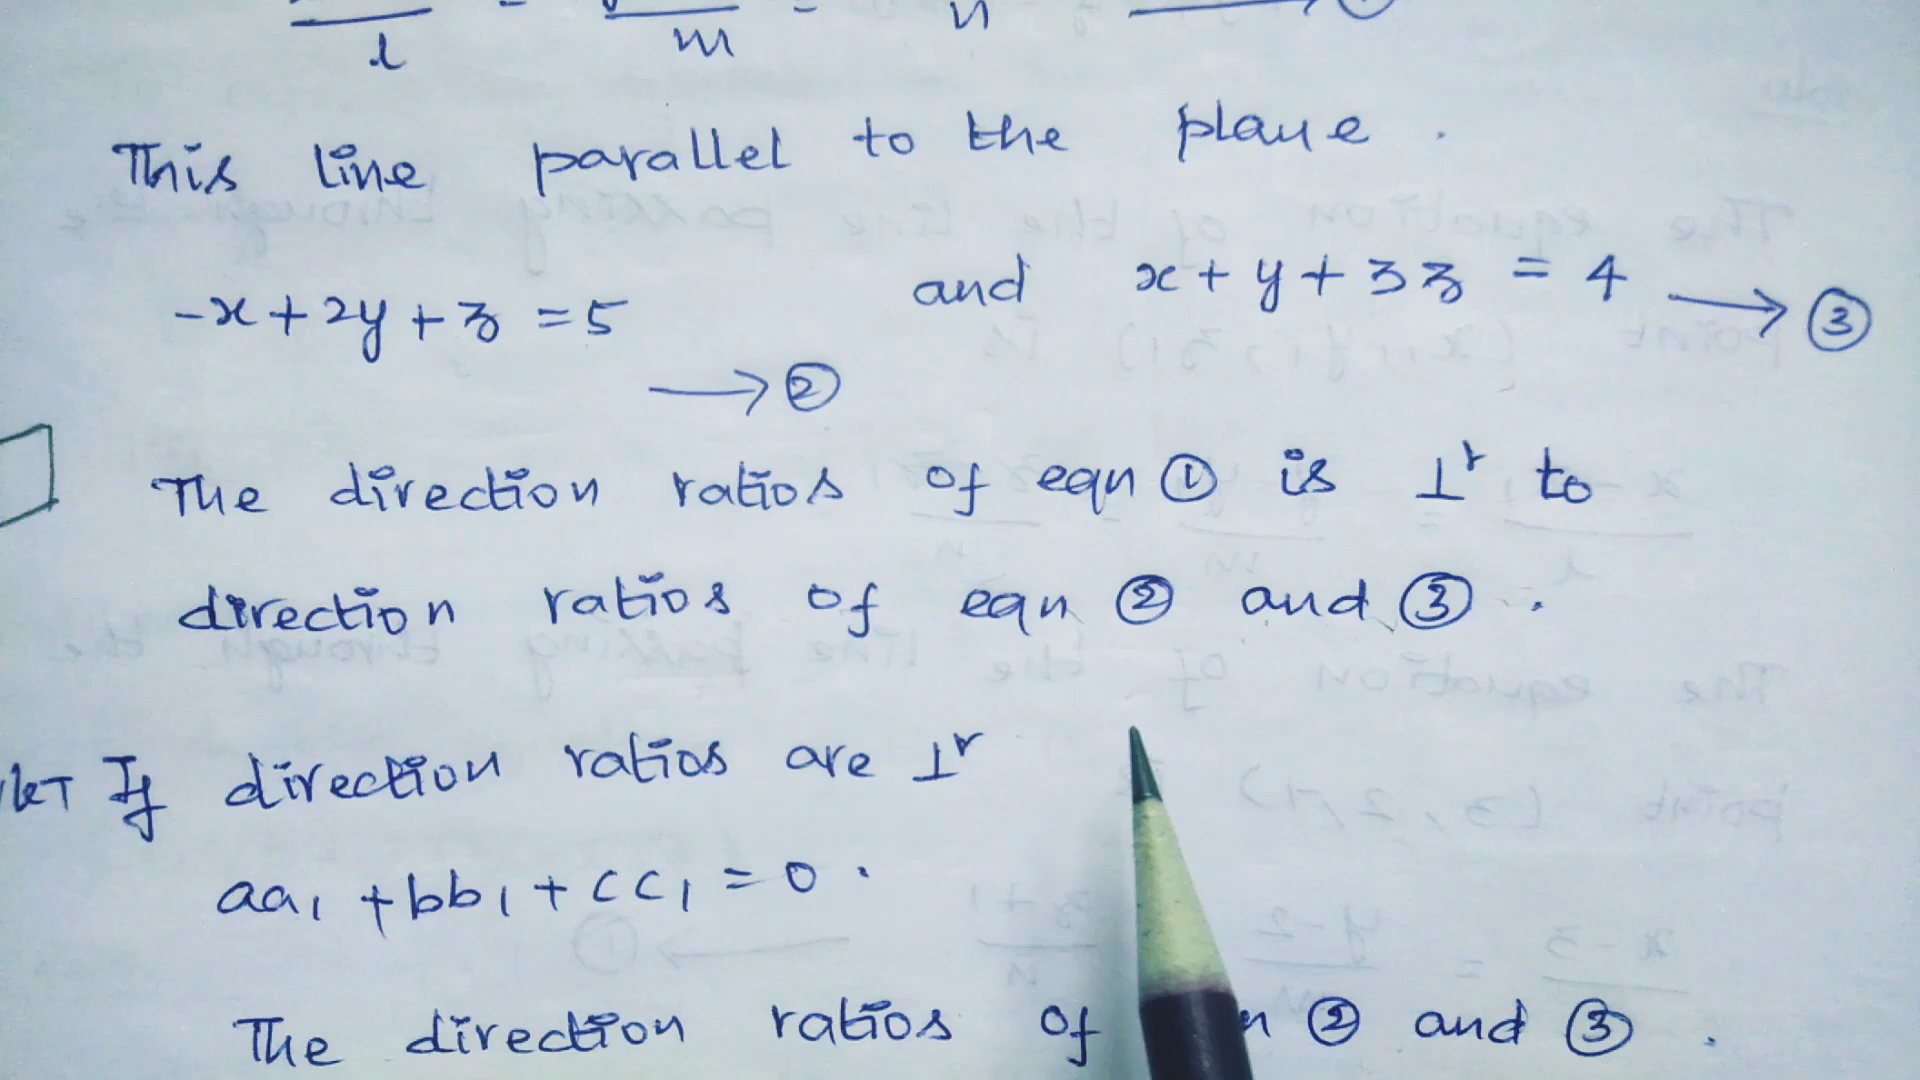 l m n
This line parallel to the plane.
-x+2y+z=5 and x+y+3z=4 → ③
→ ②
The direction ratios of eqn ① is ⊥r to
direction ratios of eqn ② and ③.
kT If direction ratios are ⊥r
aa₁+bb₁+cc₁=0.
The direction ratios of ② and ③.